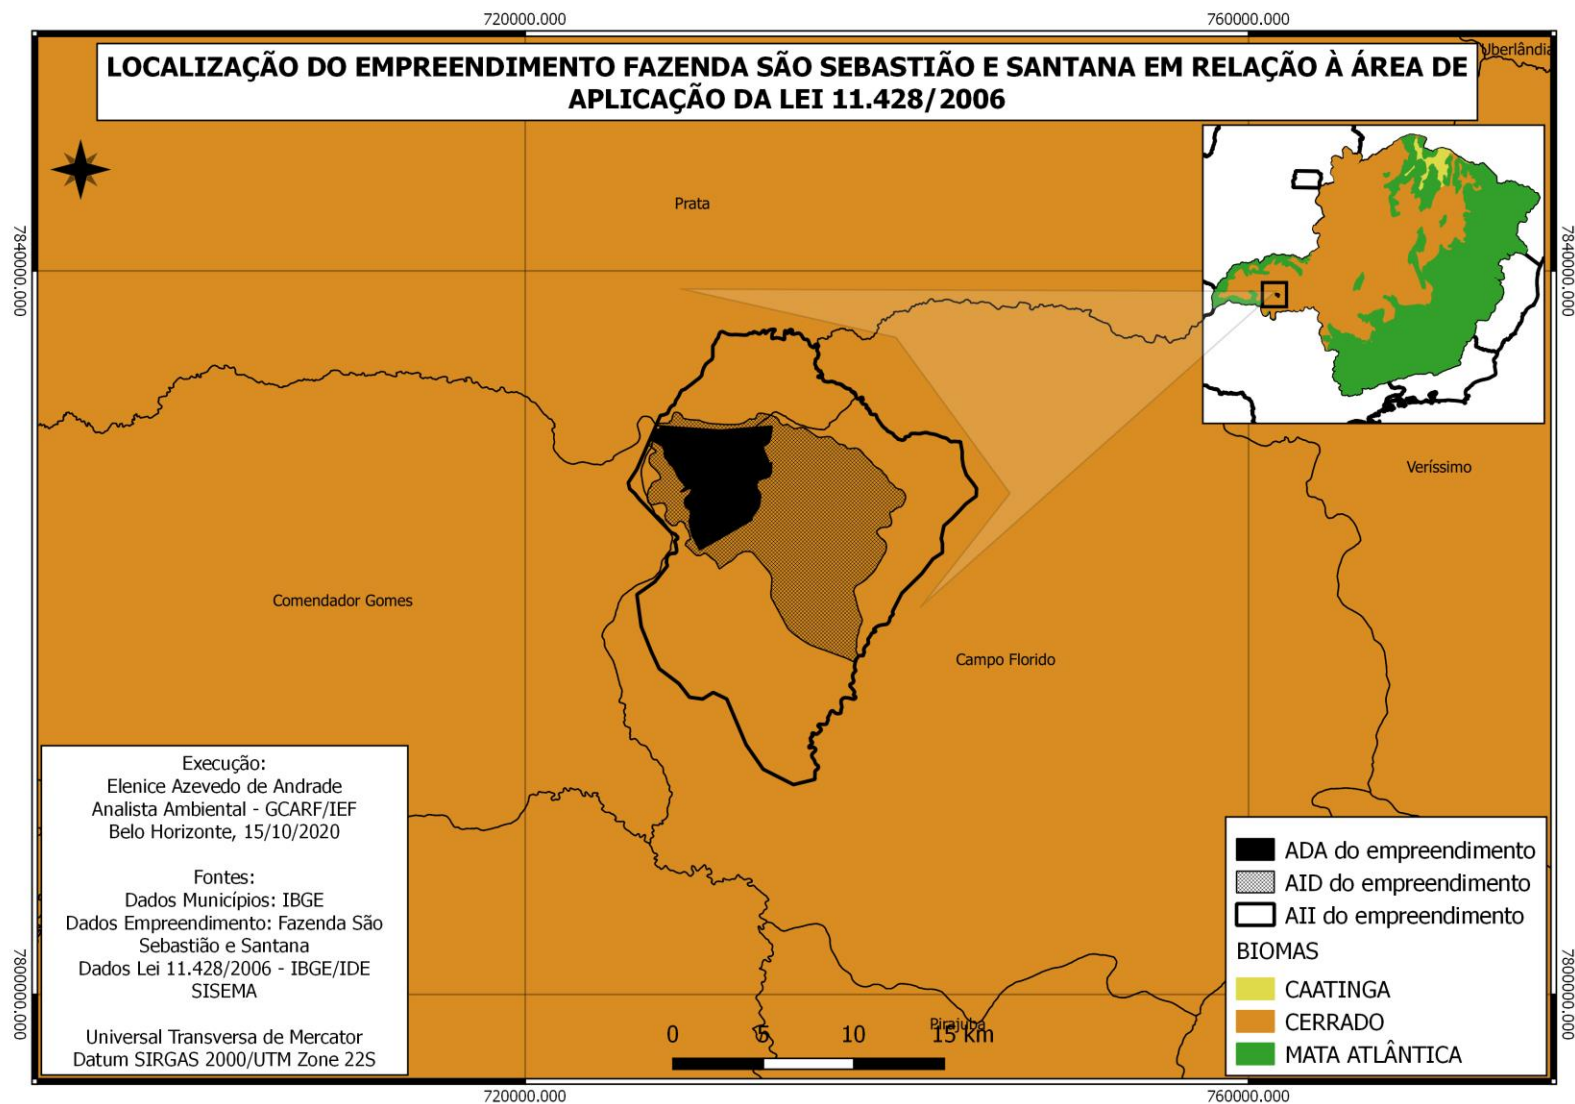 720000.000
760000.000
LOCALIZAÇÃO DO EMPREENDIMENTO FAZENDA SÃO SEBASTIÃO E SANTANA EM RELAÇÃO À ÁREA DE
APLICAÇÃO DA LEI 11.428/2006
Uberlândia
Prata
7840000.000
7840000.000
Veríssimo
Comendador Gomes
Campo Florido
Execução:
Elenice Azevedo de Andrade
Analista Ambiental - GCARF/IEF
Belo Horizonte, 15/10/2020
Fontes:
Dados Municípios: IBGE
Dados Empreendimento: Fazenda São
Sebastião e Santana
Dados Lei 11.428/2006 - IBGE/IDE
SISEMA
Universal Transversa de Mercator
Datum SIRGAS 2000/UTM Zone 22S
ADA do empreendimento
AID do empreendimento
AII do empreendimento
BIOMAS
CAATINGA
CERRADO
MATA ATLÂNTICA
7800000.000
7800000.000
Pirajuba
0 5 10 15 km
720000.000
760000.000